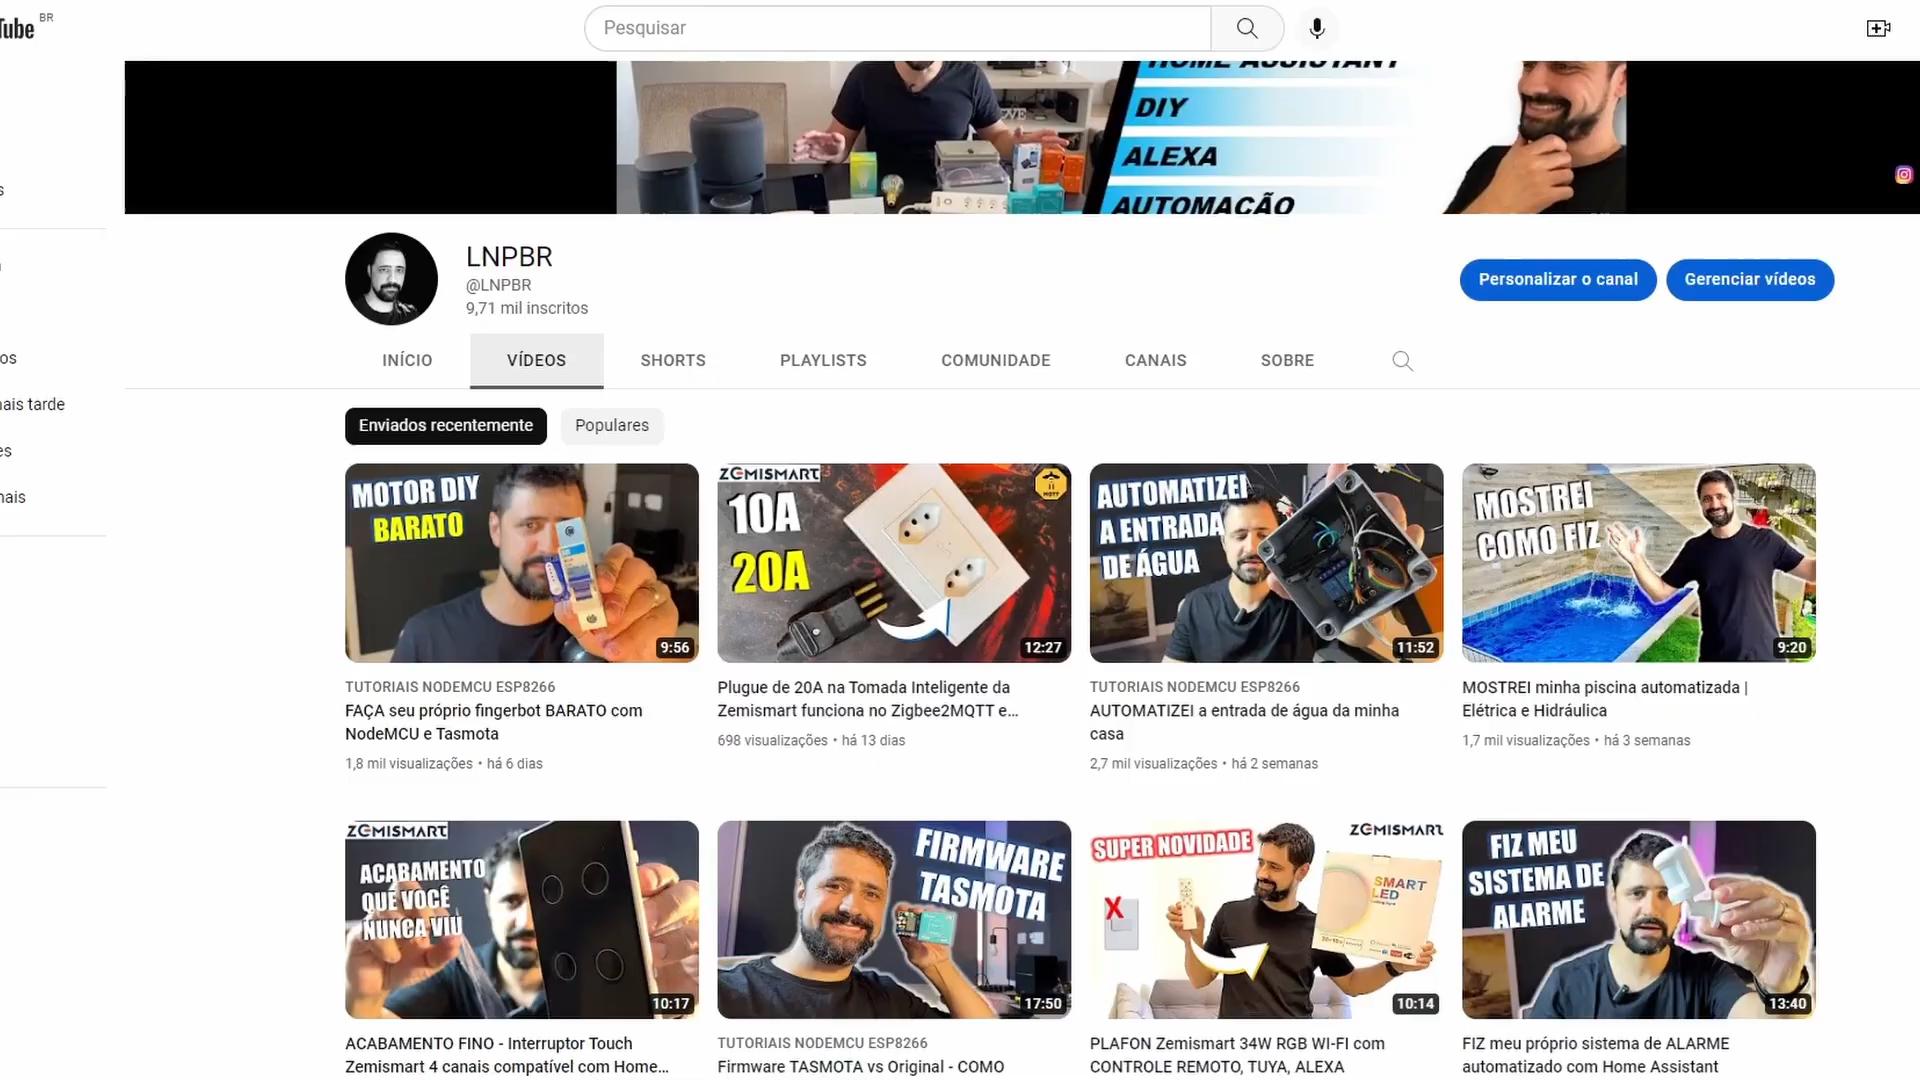 Tube BR
Pesquisar
HOME ASSISTANT
DIY
ALEXA
AUTOMAÇÃO
LNPBR
@LNPBR
9,71 mil inscritos
Personalizar o canal
Gerenciar vídeos
INÍCIO
VÍDEOS
SHORTS
PLAYLISTS
COMUNIDADE
CANAIS
SOBRE
os
ais tarde
es
nais
Enviados recentemente
Populares
MOTOR DIY
BARATO
9:56
ZEMISMART
10A
20A
MQTT
12:27
AUTOMATIZEI
A ENTRADA
DE ÁGUA
11:52
MOSTREI
COMO FIZ
9:20
TUTORIAIS NODEMCU ESP8266
FAÇA seu próprio fingerbot BARATO com
NodeMCU e Tasmota
1,8 mil visualizações • há 6 dias
Plugue de 20A na Tomada Inteligente da
Zemismart funciona no Zigbee2MQTT e...
698 visualizações • há 13 dias
TUTORIAIS NODEMCU ESP8266
AUTOMATIZEI a entrada de água da minha
casa
2,7 mil visualizações • há 2 semanas
MOSTREI minha piscina automatizada |
Elétrica e Hidráulica
1,7 mil visualizações • há 3 semanas
ZEMISMART
ACABAMENTO
QUE VOCÊ
NUNCA VIU
10:17
FIRMWARE
TASMOTA
17:50
SUPER NOVIDADE
ZEMISMART
X
SMART
LED
10:14
FIZ MEU
SISTEMA DE
ALARME
13:40
ACABAMENTO FINO - Interruptor Touch
Zemismart 4 canais compatível com Home...
TUTORIAIS NODEMCU ESP8266
Firmware TASMOTA vs Original - COMO
PLAFON Zemismart 34W RGB WI-FI com
CONTROLE REMOTO, TUYA, ALEXA
FIZ meu próprio sistema de ALARME
automatizado com Home Assistant